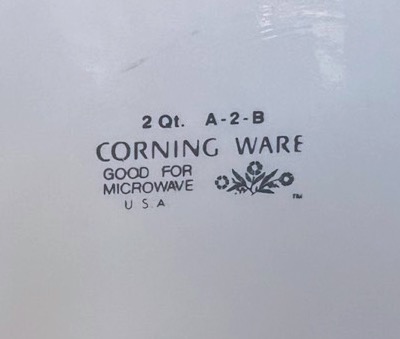 2 Qt. A-2-B
CORNING WARE
GOOD FOR
MICROWAVE
U. S. A.
TM